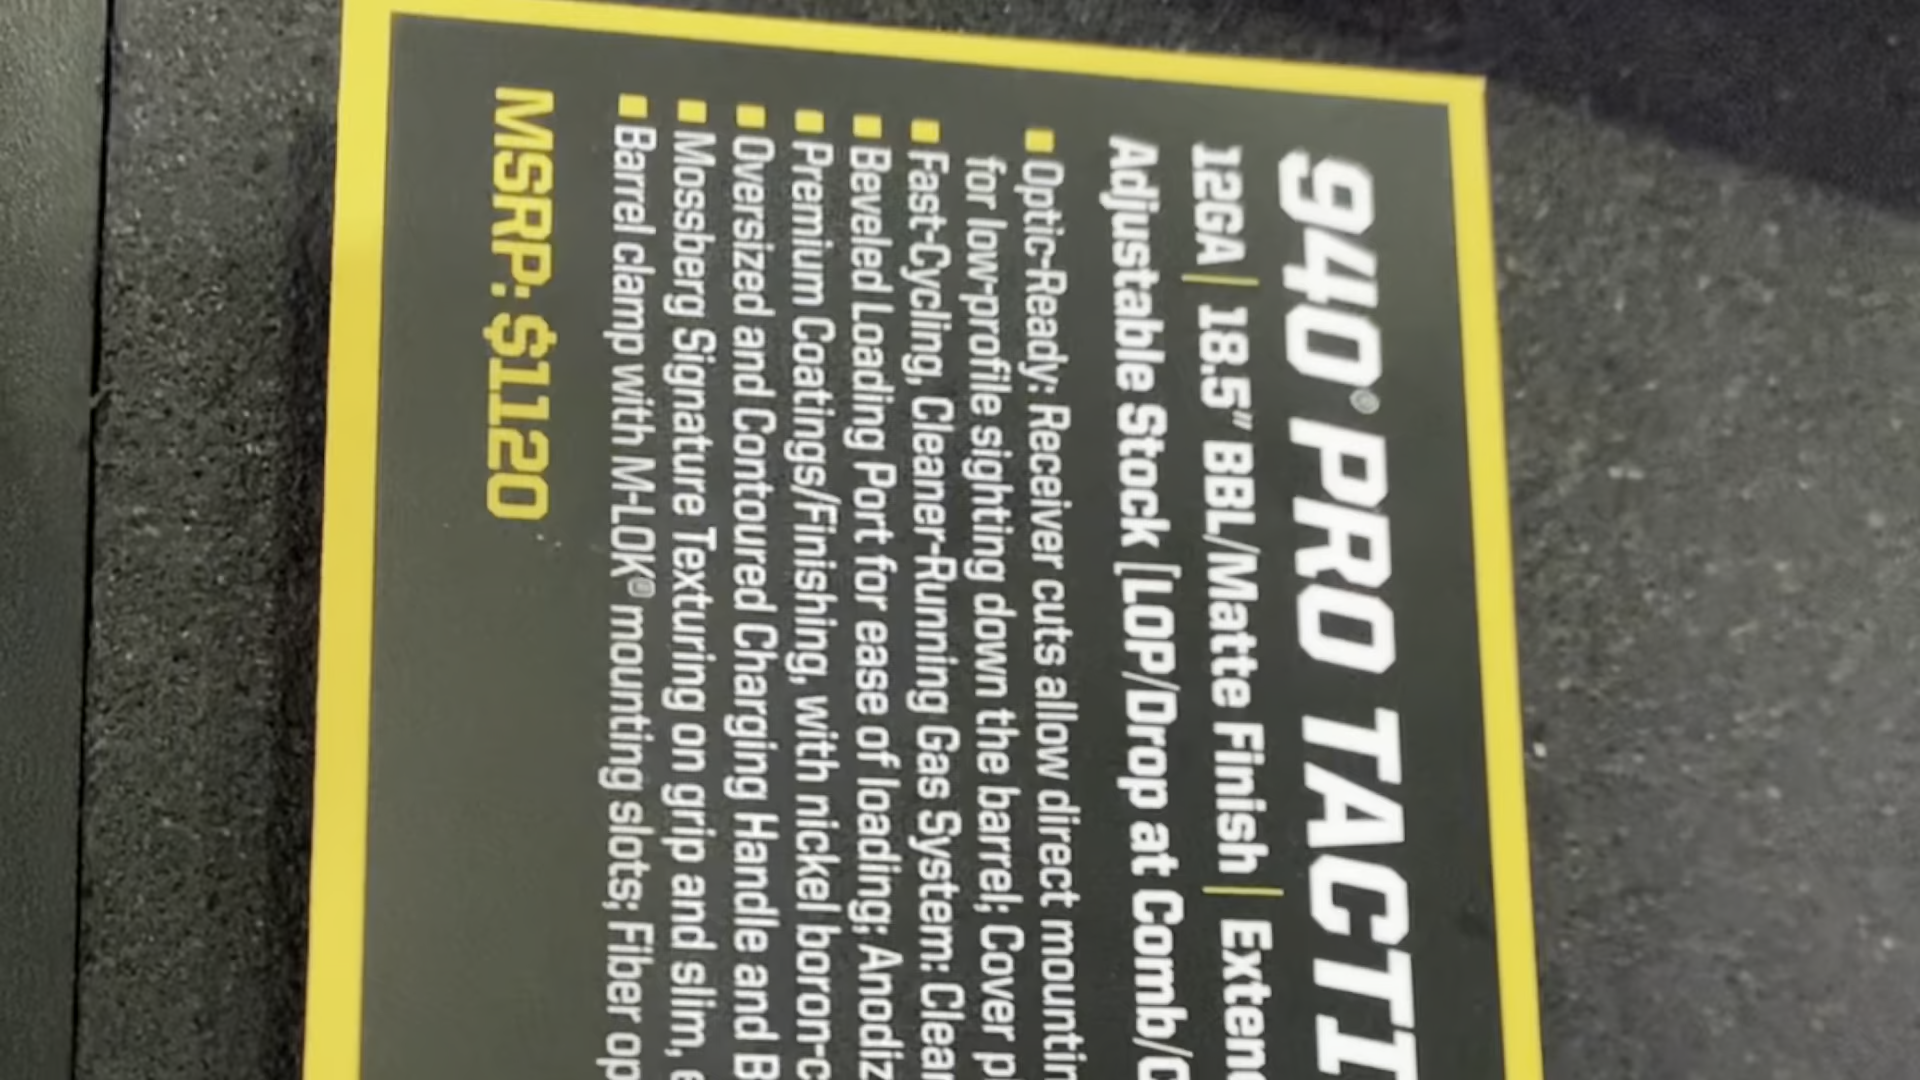 940® PRO TACTI
12GA | 18.5" BBL/Matte Finish | Exten
Adjustable Stock [LOP/Drop at Comb/
Optic-Ready: Receiver cuts allow direct mountin
for low-profile sighting down the barrel; Cover pl
Fast-Cycling, Cleaner-Running Gas System: Clean
Beveled Loading Port for ease of loading; Anodiz
Premium Coatings/Finishing, with nickel boron-c
Oversized and Contoured Charging Handle and B
Mossberg Signature Texturing on grip and slim,
Barrel clamp with M-LOK® mounting slots; Fiber op
MSRP: $1120